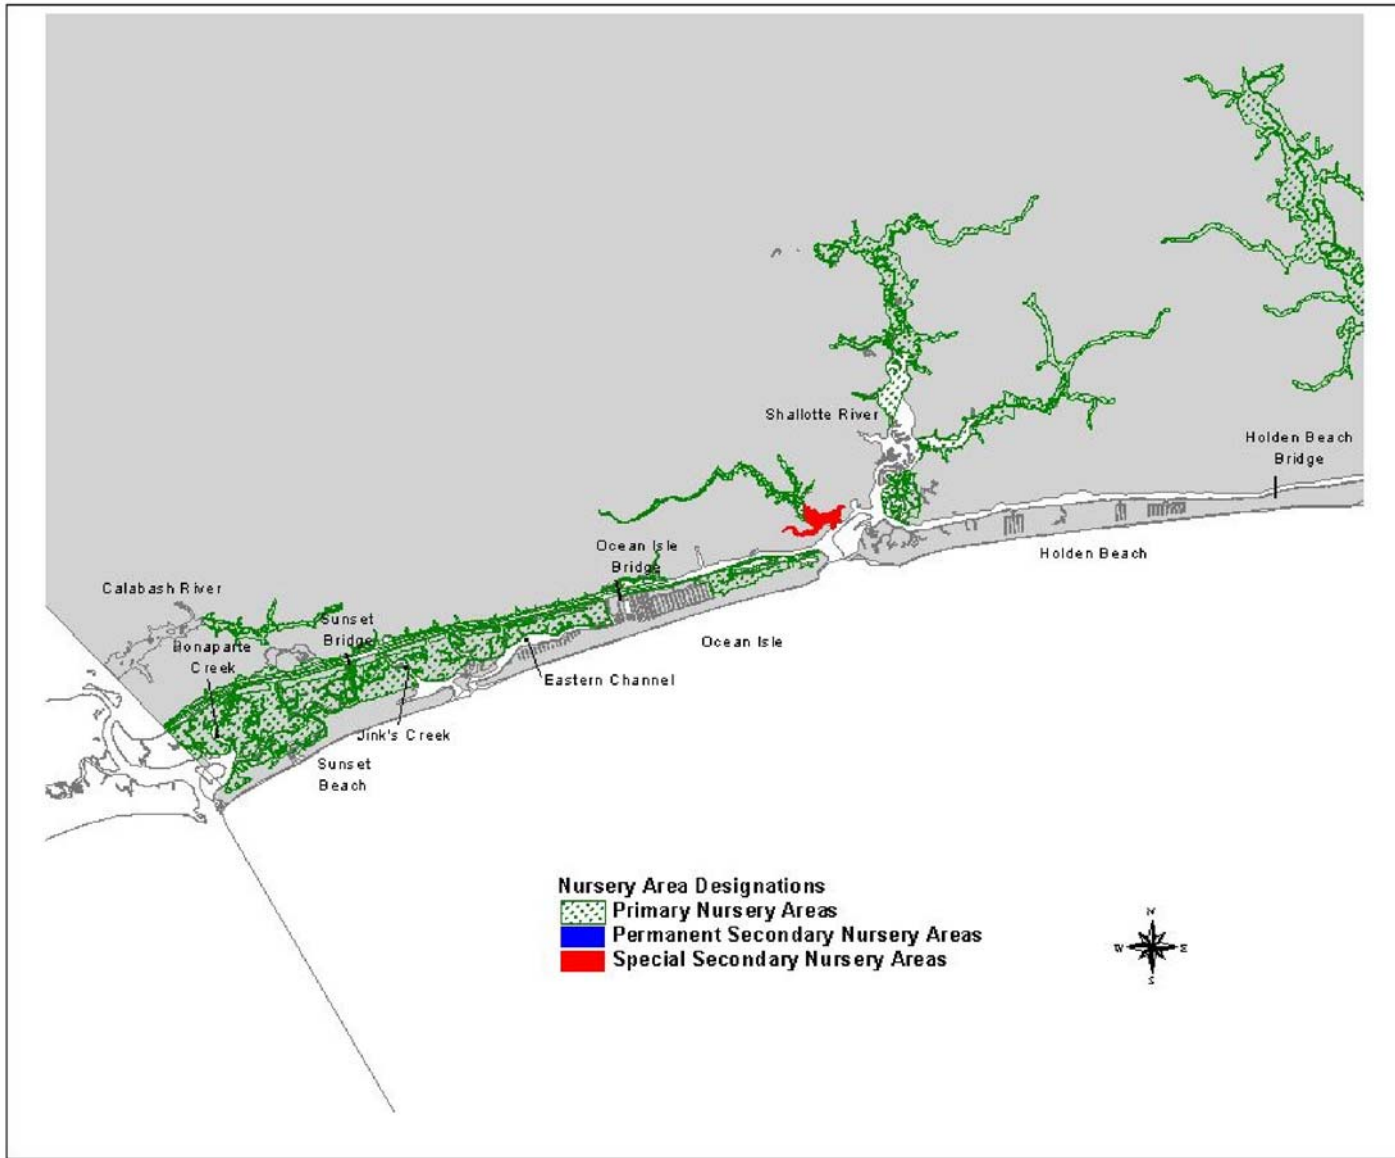 Shallotte River
Holden Beach
Bridge
Ocean Isle
Bridge
Holden Beach
Calabash River
Sunset
Bridge
Bonaparte
Creek
Ocean Isle
Eastern Channel
Jink's Creek
Sunset
Beach
Nursery Area Designations
Primary Nursery Areas
Permanent Secondary Nursery Areas
Special Secondary Nursery Areas
N
W E
S